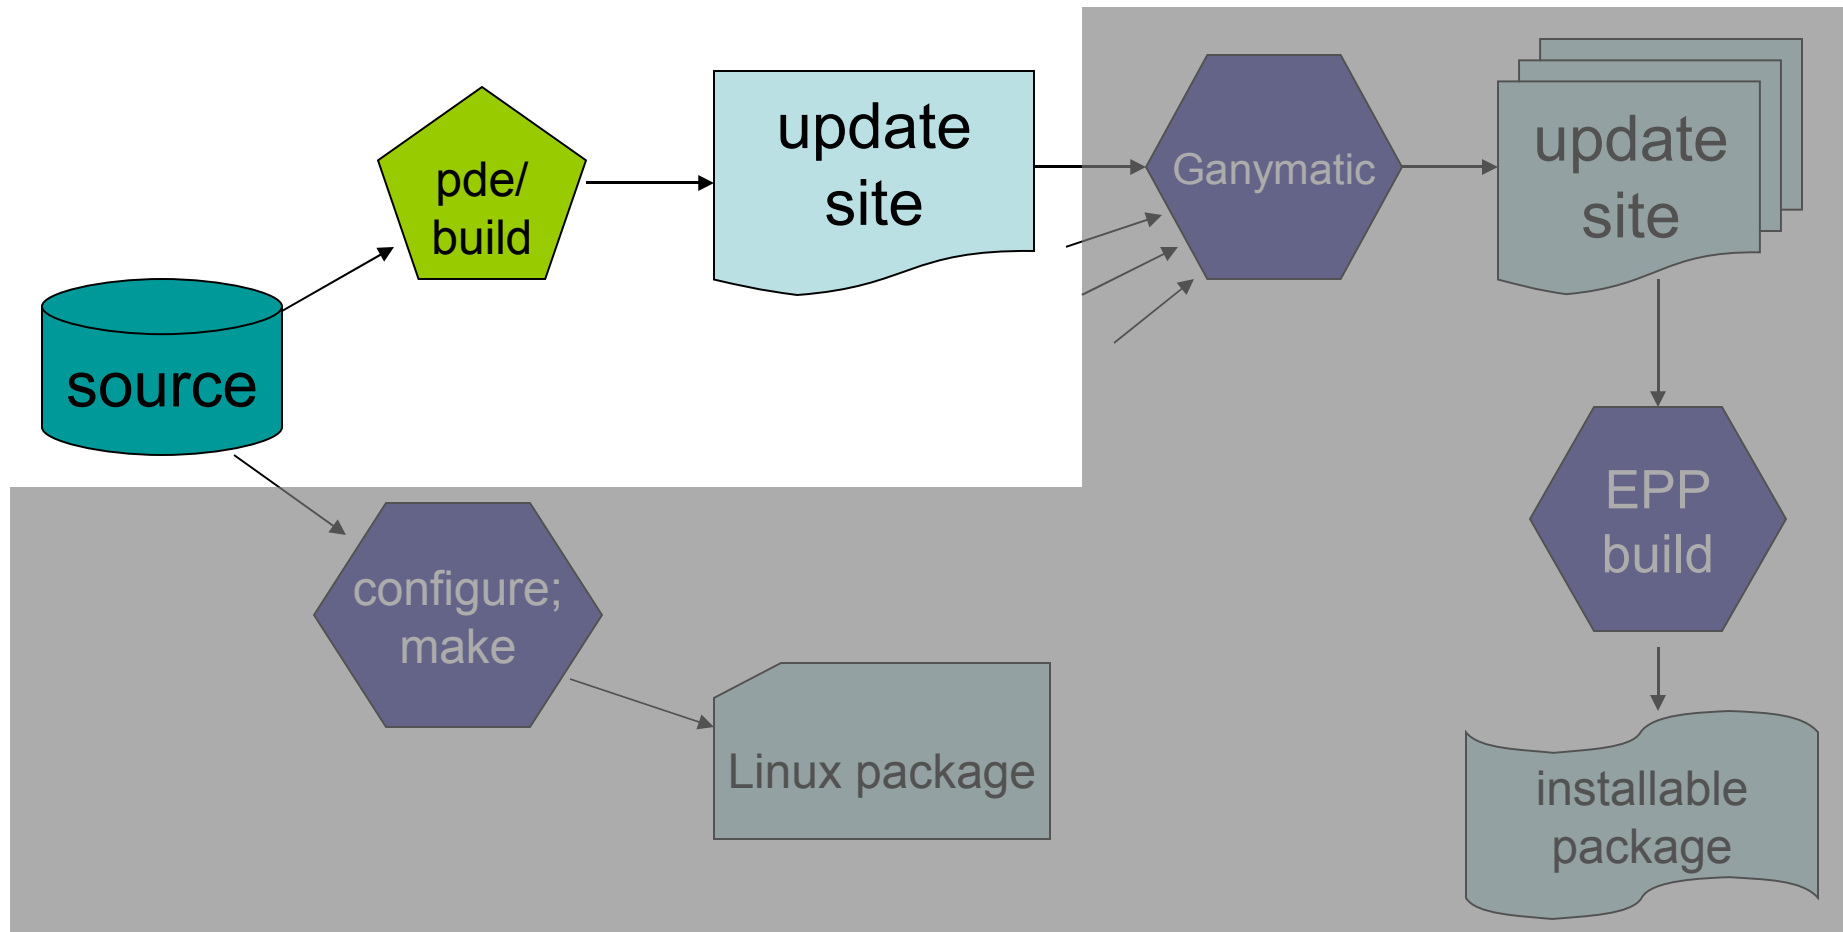 pde/
build
update
site
Ganymatic
update
site
source
EPP
build
configure;
make
Linux package
installable
package